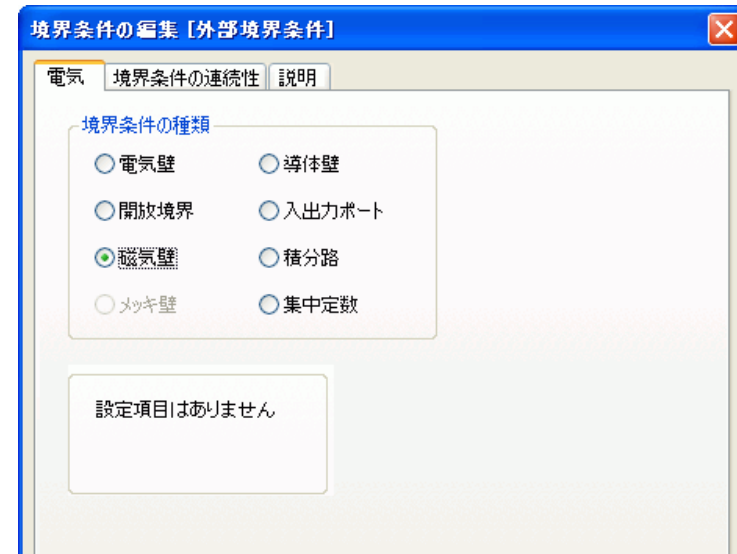 境界条件の編集 [外部境界条件]
電気 境界条件の連続性 説明
境界条件の種類
電気壁 導体壁
開放境界 入出力ポート
磁気壁 積分路
メッキ壁 集中定数
設定項目はありません